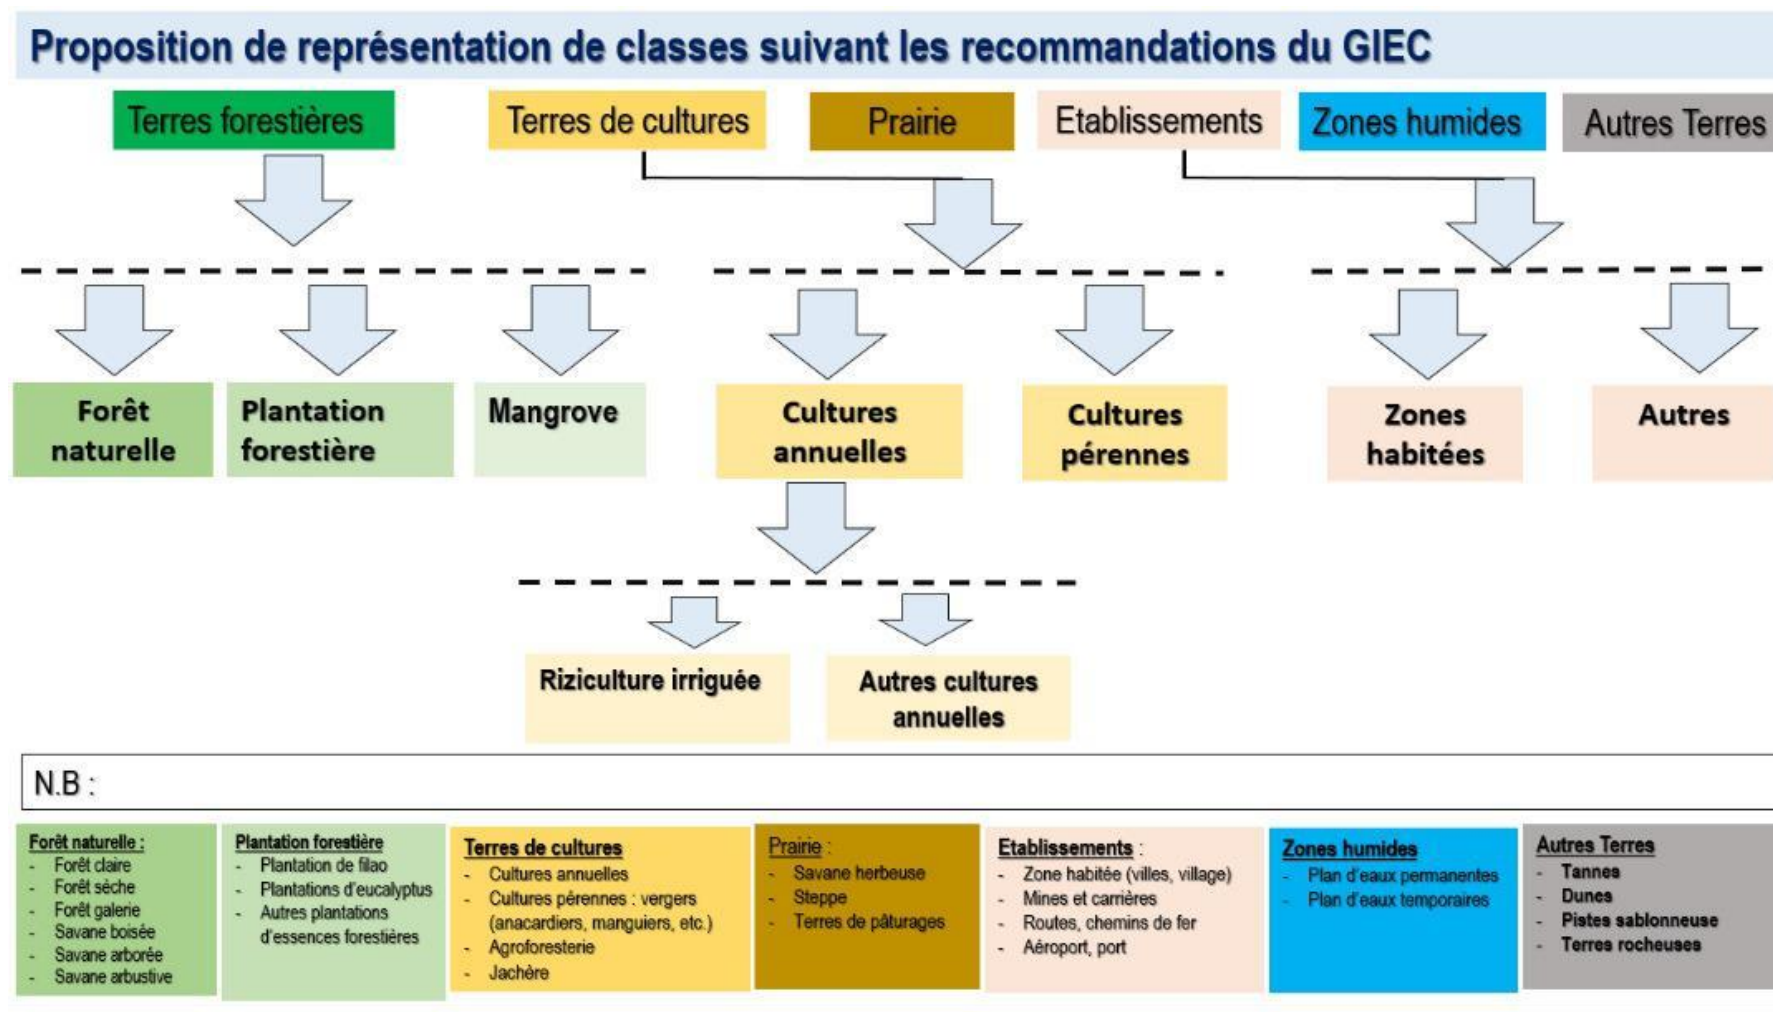 Proposition de représentation de classes suivant les recommandations du GIEC
Terres forestières
Terres de cultures
Prairie
Etablissements
Zones humides
Autres Terres
Forêt
naturelle
Plantation
forestière
Mangrove
Cultures
annuelles
Cultures
pérennes
Zones
habitées
Autres
Riziculture irriguée
Autres cultures
annuelles
N.B :
Forêt naturelle :
- Forêt claire
- Forêt sèche
- Forêt galerie
- Savane boisée
- Savane arborée
- Savane arbustive
Plantation forestière
- Plantation de filao
- Plantations d'eucalyptus
- Autres plantations
d'essences forestières
Terres de cultures
- Cultures annuelles
- Cultures pérennes : vergers
(anacardiers, manguiers, etc.)
- Agroforesterie
- Jachère
Prairie :
- Savane herbeuse
- Steppe
- Terres de pâturages
Etablissements :
- Zone habitée (villes, village)
- Mines et carrières
- Routes, chemins de fer
- Aéroport, port
Zones humides
- Plan d'eaux permanentes
- Plan d'eaux temporaires
Autres Terres
- Tannes
- Dunes
- Pistes sablonneuse
- Terres rocheuses